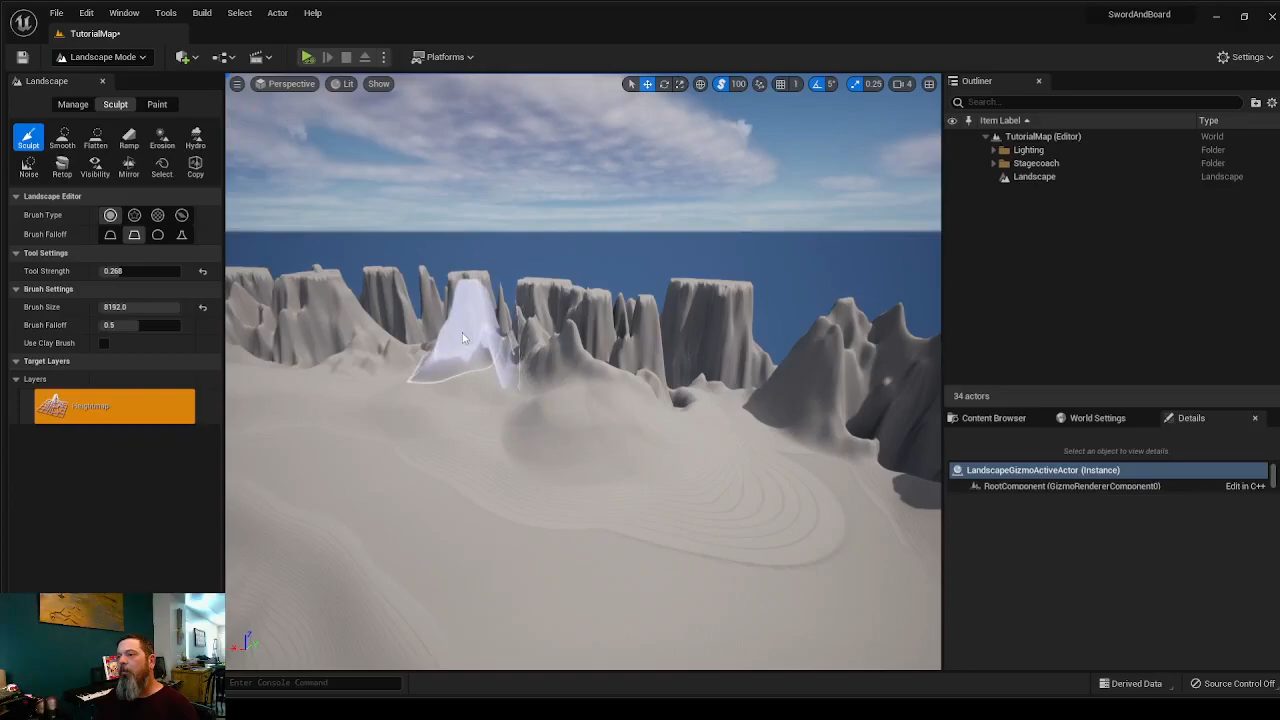 File Edit Window Tools Build Select Actor Help
SwordAndBoard
TutorialMap*
Landscape Mode
Platforms
Settings
Landscape
Perspective Lit Show
100 1 5° 0.25 4
Outliner
Manage Sculpt Paint
Search...
Item Label Type
Sculpt Smooth Flatten Ramp Erosion Hydro
TutorialMap (Editor) World
Lighting Folder
Stagecoach Folder
Landscape Landscape
Noise Retop Visibility Mirror Select Copy
Landscape Editor
Brush Type
Brush Falloff
Tool Settings
Tool Strength 0.268
Brush Settings
Brush Size 8192.0
Brush Falloff 0.5
Use Clay Brush
Target Layers
Layers
Heightmap
34 actors
Content Browser World Settings Details
Select an object to view details
LandscapeGizmoActiveActor (Instance)
RootComponent (GizmoRendererComponent0) Edit in C++
Enter Console Command
Derived Data Source Control Off